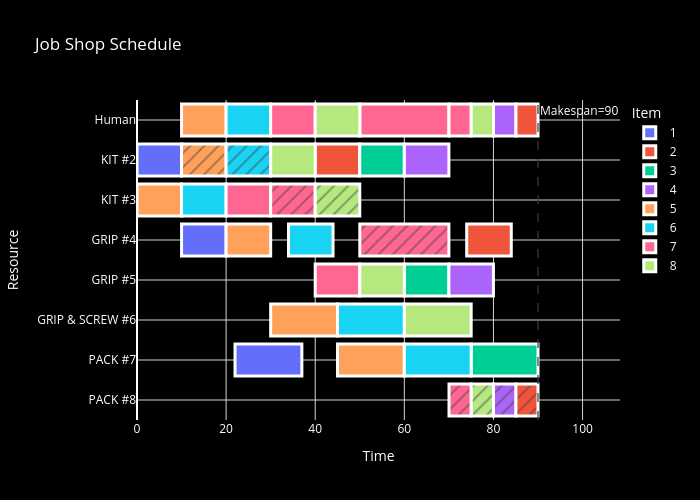 Job Shop Schedule
Makespan=90
Item
1
2
3
4
5
6
7
8
Resource
Human
KIT #2
KIT #3
GRIP #4
GRIP #5
GRIP & SCREW #6
PACK #7
PACK #8
0 20 40 60 80 100
Time